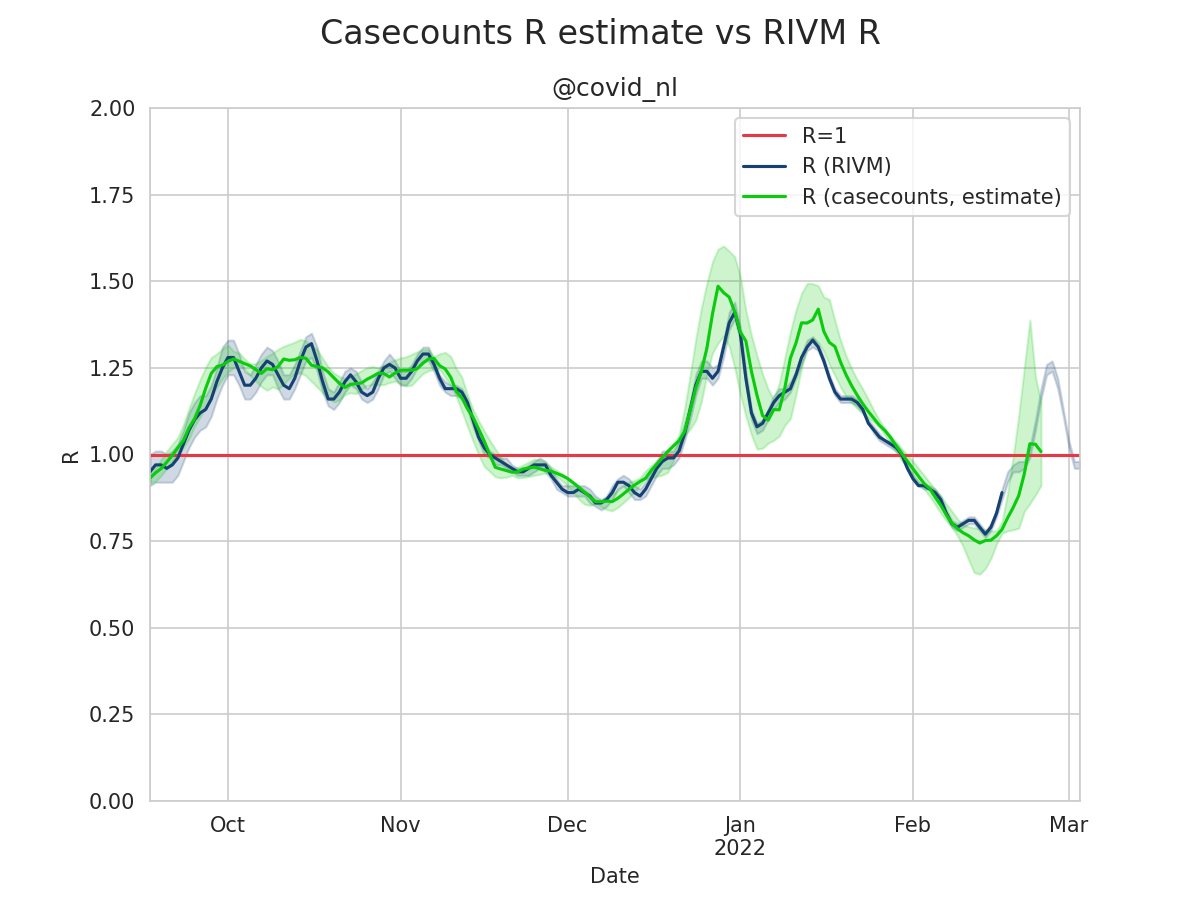 Casecounts R estimate vs RIVM R
@covid_nl
2.00
1.75
1.50
1.25
1.00
0.75
0.50
0.25
0.00
R
R=1
R (RIVM)
R (casecounts, estimate)
Oct Nov Dec Jan Feb Mar
2022
Date